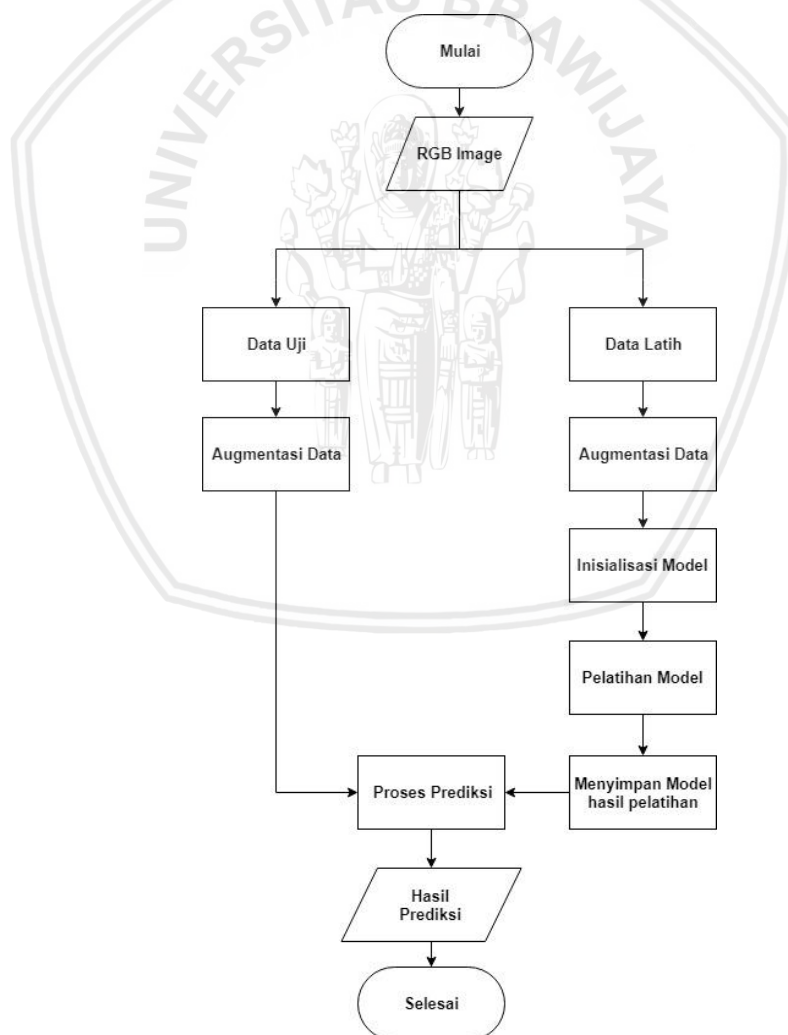 UNIVERSITAS BRAWIJAYA
Mulai
RGB Image
Data Uji
Data Latih
Augmentasi Data
Augmentasi Data
Inisialisasi Model
Pelatihan Model
Proses Prediksi
Menyimpan Model
hasil pelatihan
Hasil
Prediksi
Selesai